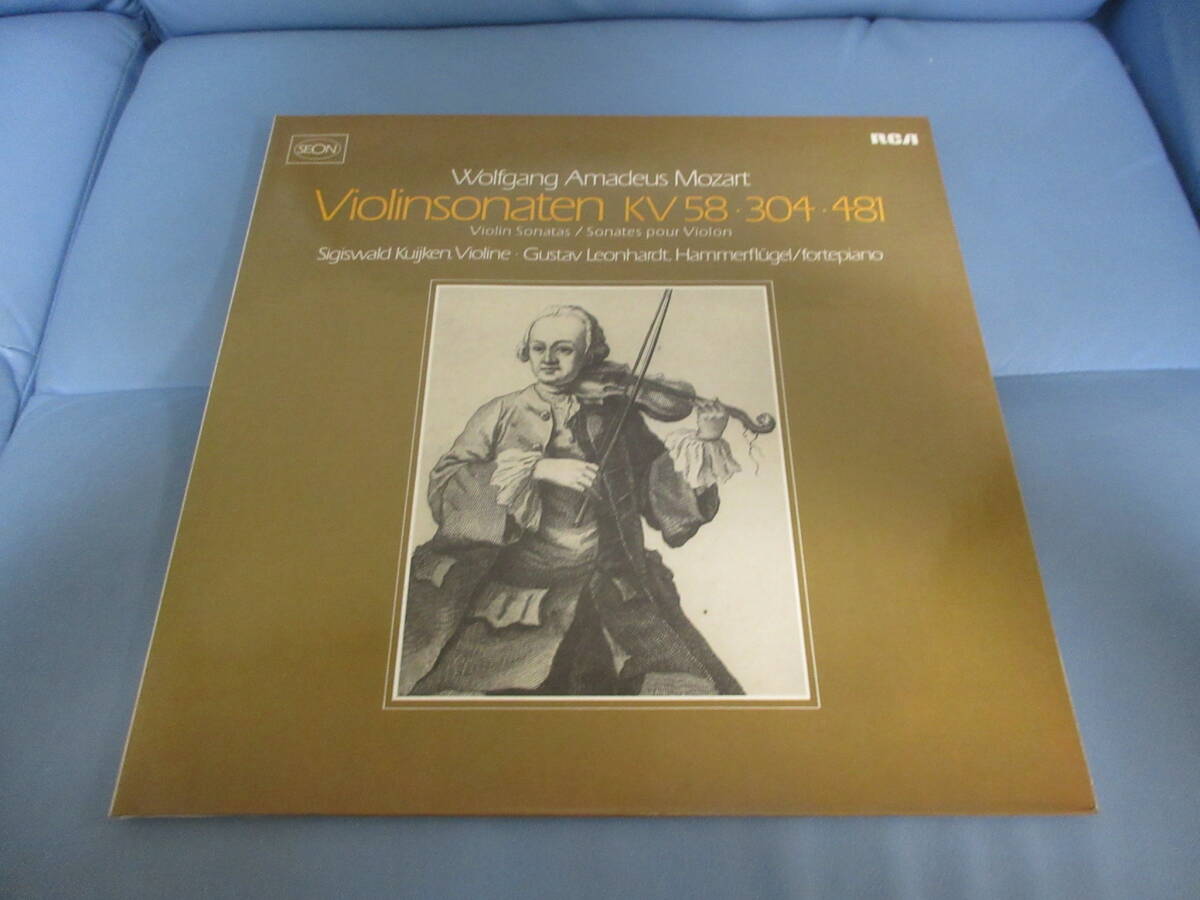 SEON
RCA
Wolfgang Amadeus Mozart
Violinsonaten KV 58 · 304 · 481
Violin Sonatas / Sonates pour Violon
Sigiswald Kuijken, Violine · Gustav Leonhardt, Hammerflügel/fortepiano